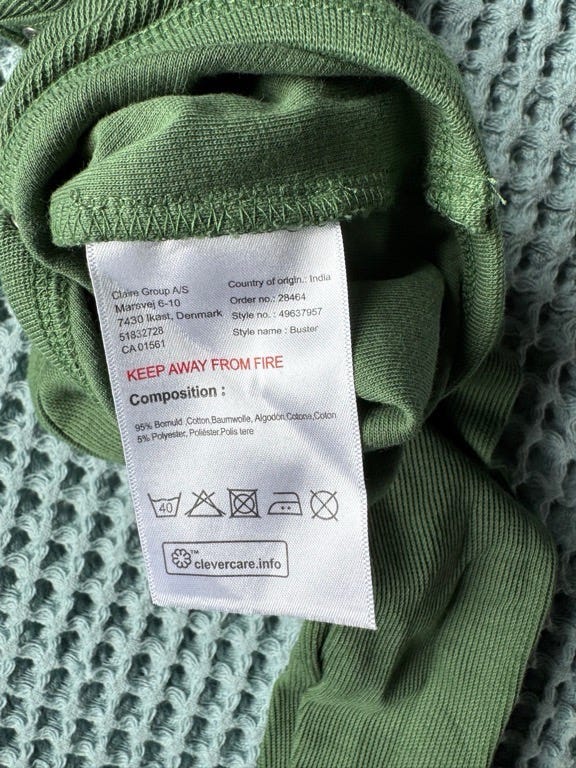 Claire Group A/S
Marsvej 6-10
7430 Ikast, Denmark
51832728
CA 01561
Country of origin.: India
Order no.: 28464
Style no.: 49637957
Style name : Buster
KEEP AWAY FROM FIRE
Composition :
95% Bomuld ,Cotton,Baumwolle, Algodón,Cotone,Coton
5% Polyester, Poliéster,Polis tere
40
™
clevercare.info